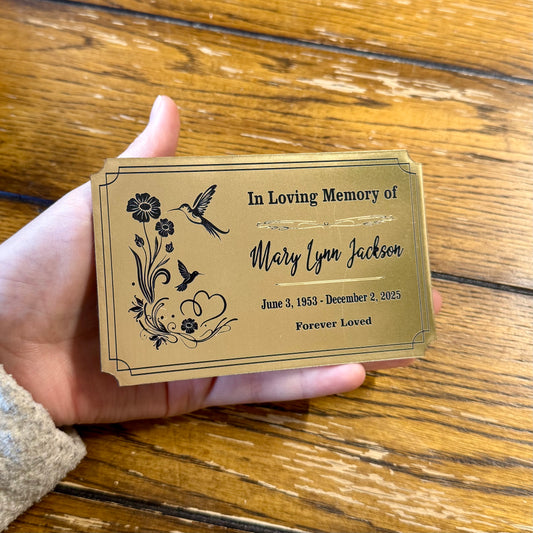 In Loving Memory of
Mary Lynn Jackson
June 3, 1953 - December 2, 2025
Forever Loved